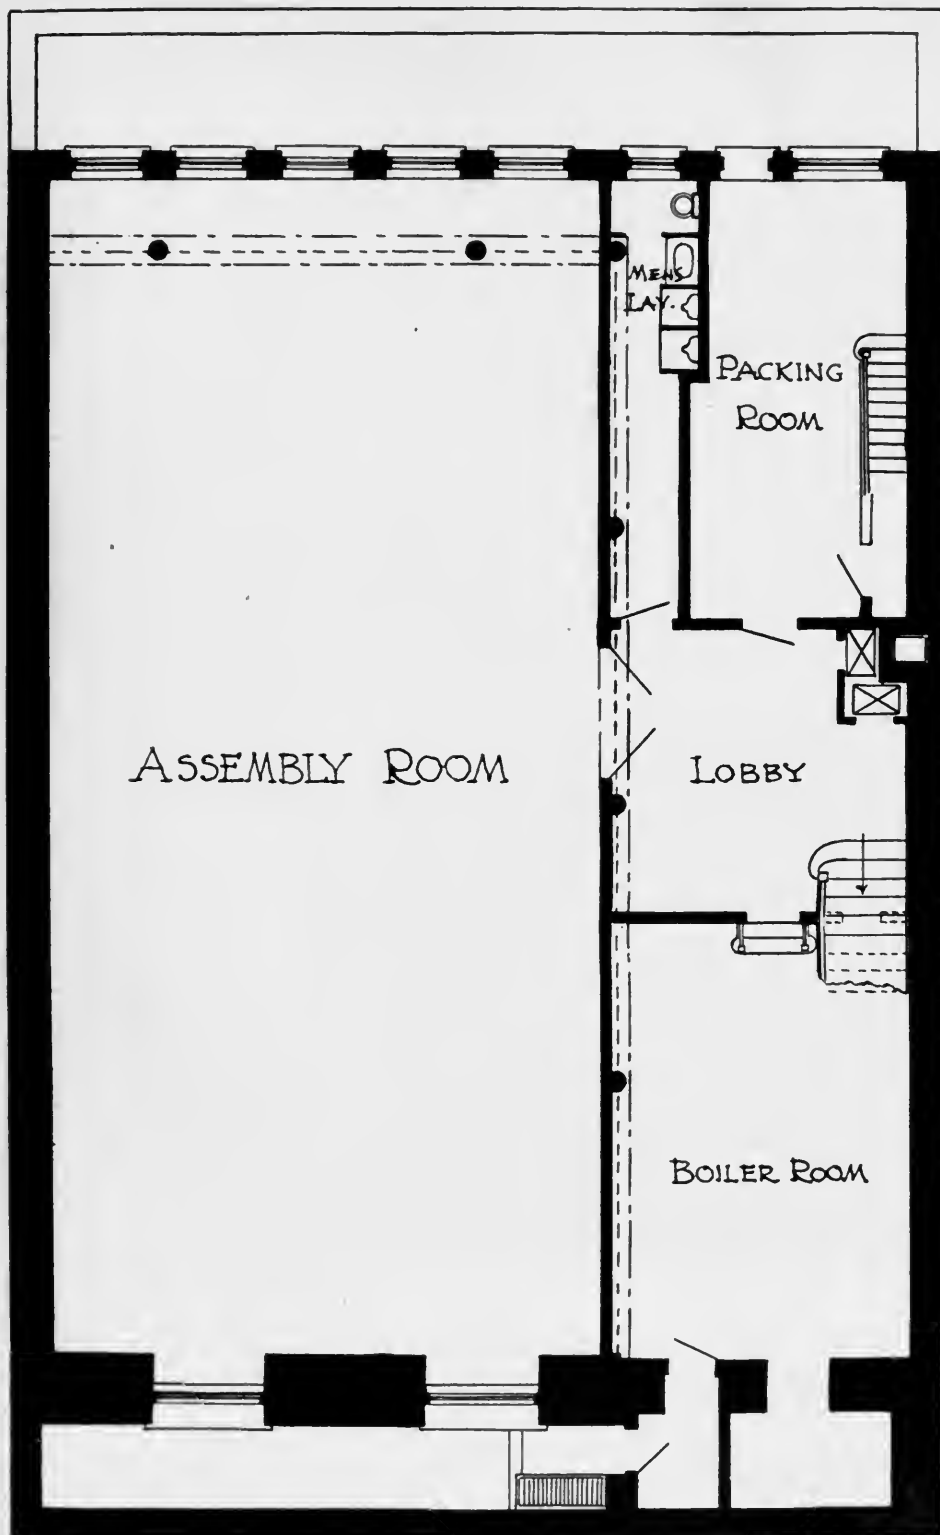 MENS
LAV.
PACKING
ROOM
ASSEMBLY ROOM
LOBBY
BOILER ROOM